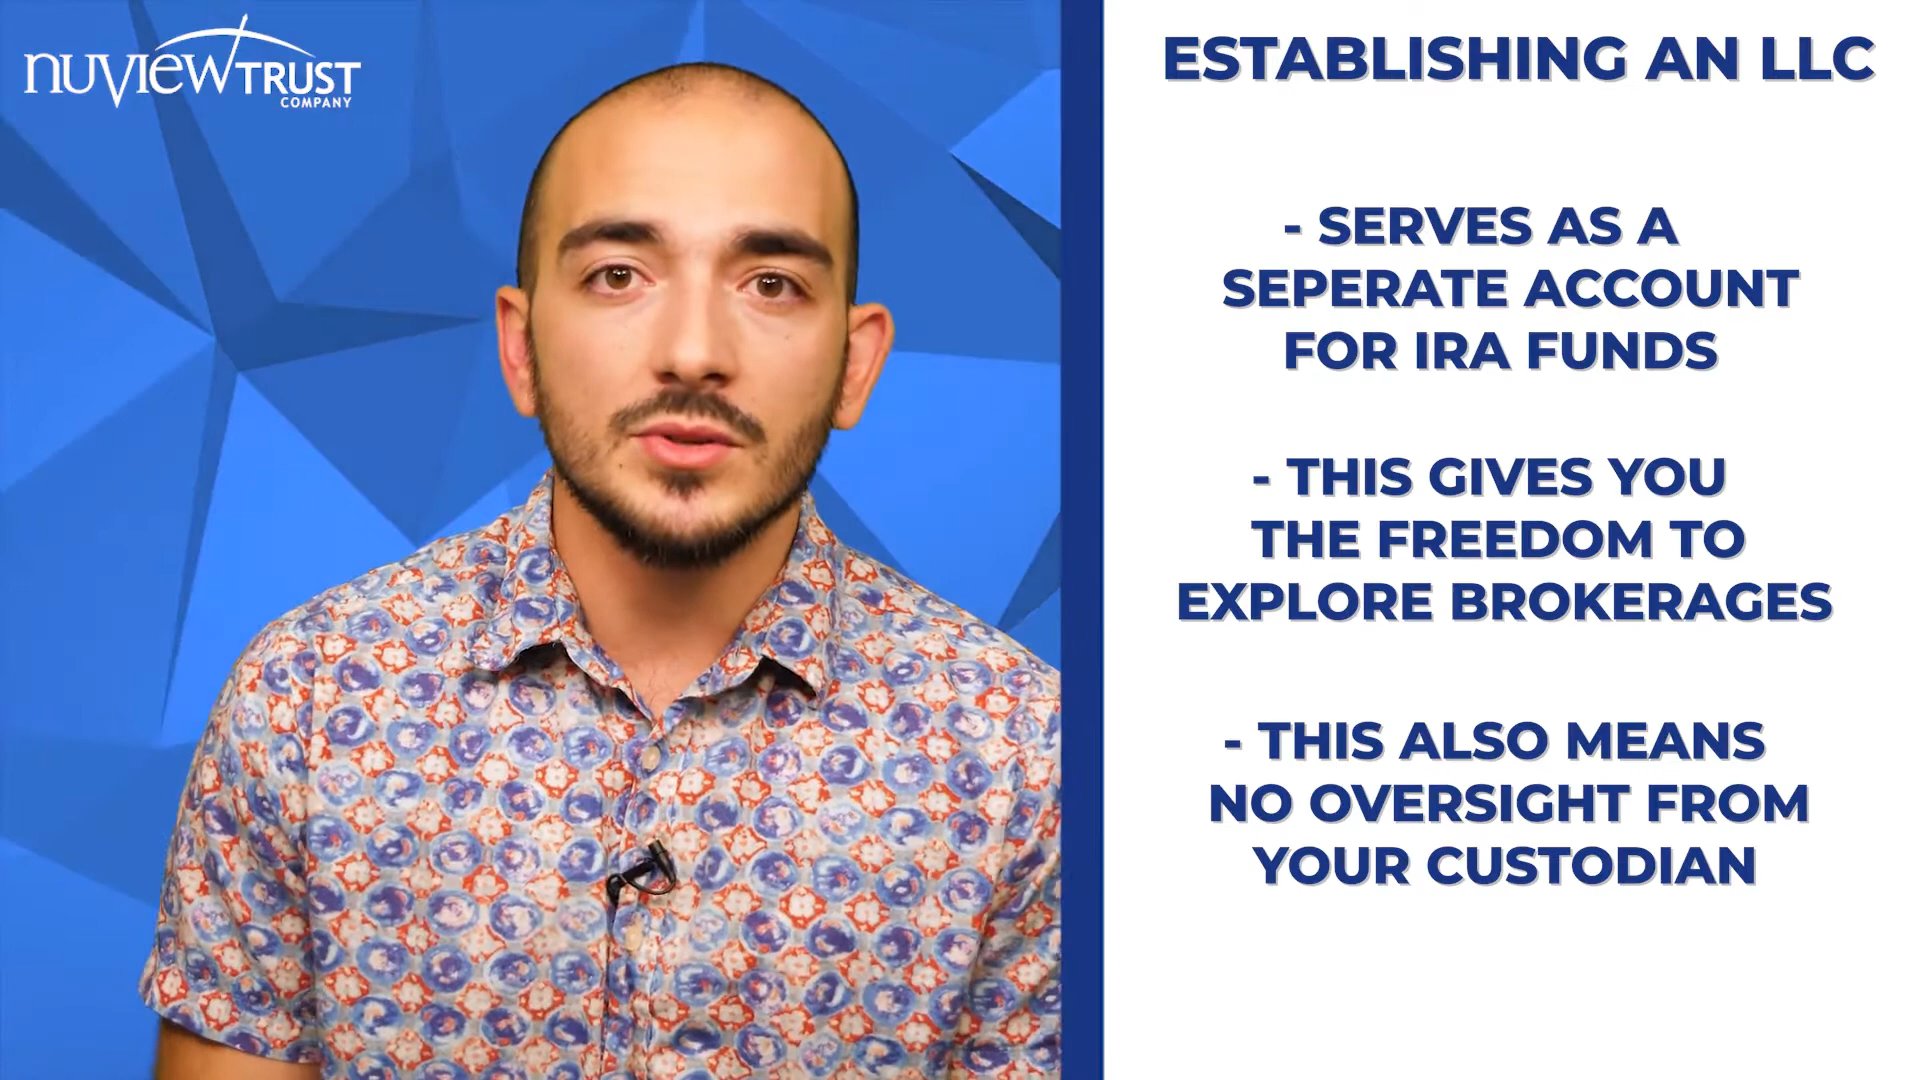 nuVIEW TRUST
COMPANY
ESTABLISHING AN LLC
- SERVES AS A
SEPERATE ACCOUNT
FOR IRA FUNDS
- THIS GIVES YOU
THE FREEDOM TO
EXPLORE BROKERAGES
- THIS ALSO MEANS
NO OVERSIGHT FROM
YOUR CUSTODIAN